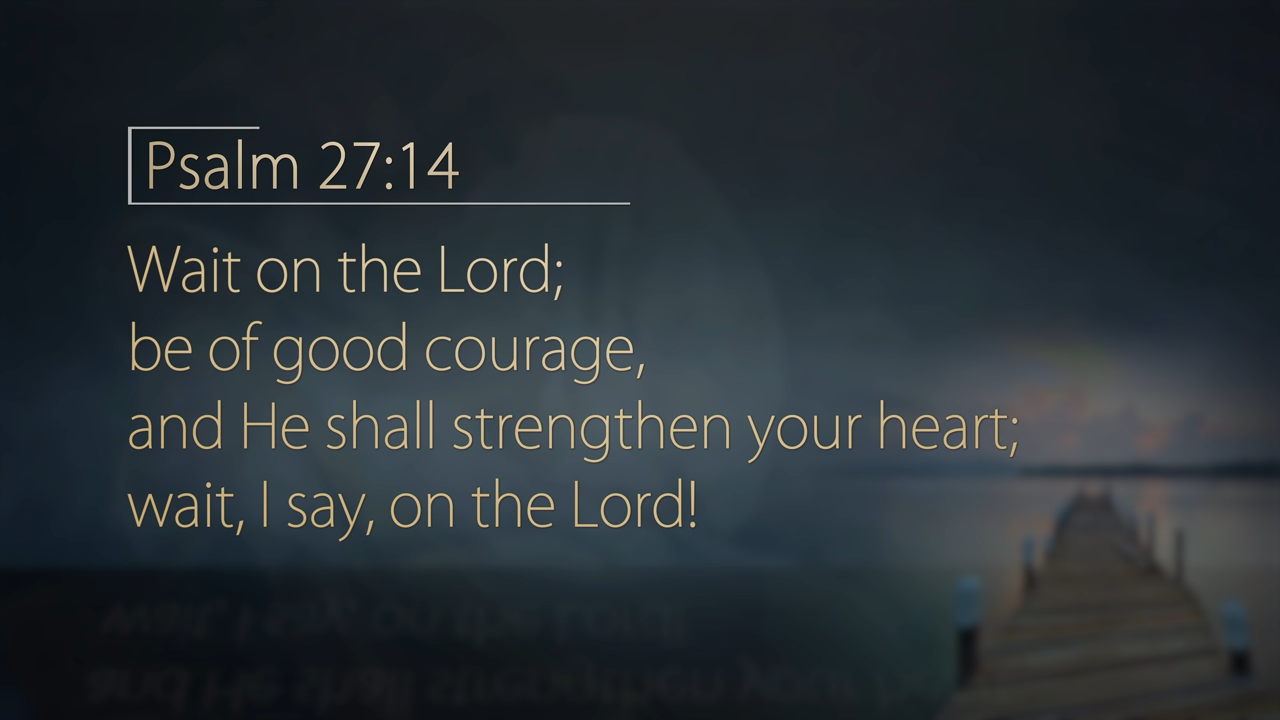 Psalm 27:14
Wait on the Lord;
be of good courage,
and He shall strengthen your heart;
wait, I say, on the Lord!